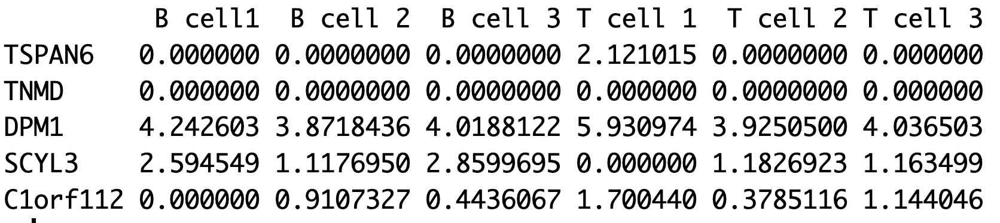 B cell1 B cell 2 B cell 3 T cell 1 T cell 2 T cell 3
TSPAN6 0.000000 0.0000000 0.0000000 2.121015 0.0000000 0.000000
TNMD 0.000000 0.0000000 0.0000000 0.000000 0.0000000 0.000000
DPM1 4.242603 3.8718436 4.0188122 5.930974 3.9250500 4.036503
SCYL3 2.594549 1.1176950 2.8599695 0.000000 1.1826923 1.163499
C1orf112 0.000000 0.9107327 0.4436067 1.700440 0.3785116 1.144046